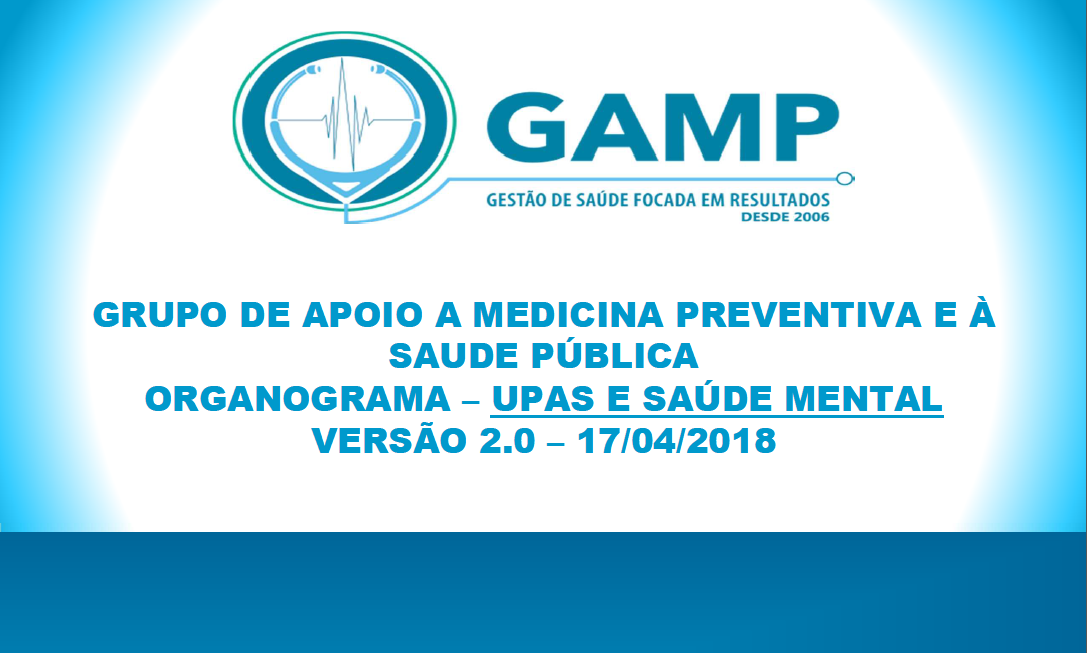 GAMP
GESTÃO DE SAÚDE FOCADA EM RESULTADOS
DESDE 2006
GRUPO DE APOIO A MEDICINA PREVENTIVA E À
SAUDE PÚBLICA
ORGANOGRAMA – UPAS E SAÚDE MENTAL
VERSÃO 2.0 – 17/04/2018